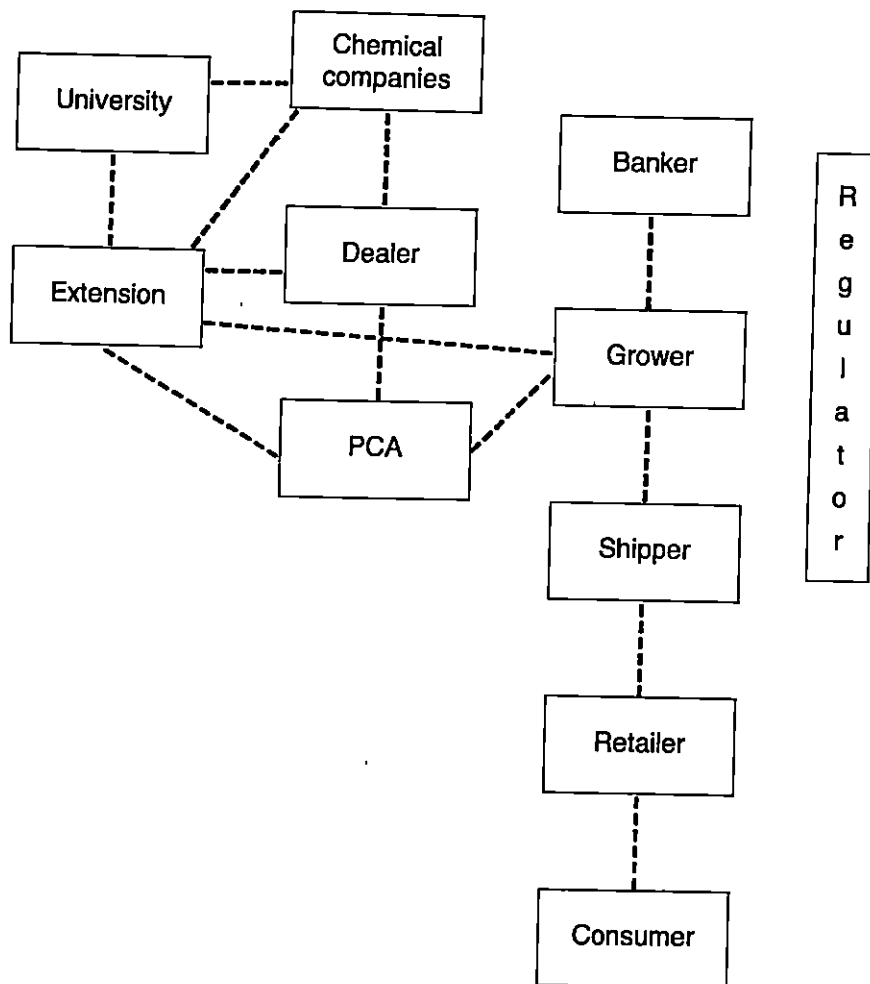 Chemical
companies
University
Banker
Dealer
Extension
Grower
PCA
Shipper
Retailer
Consumer
R
e
g
u
l
a
t
o
r